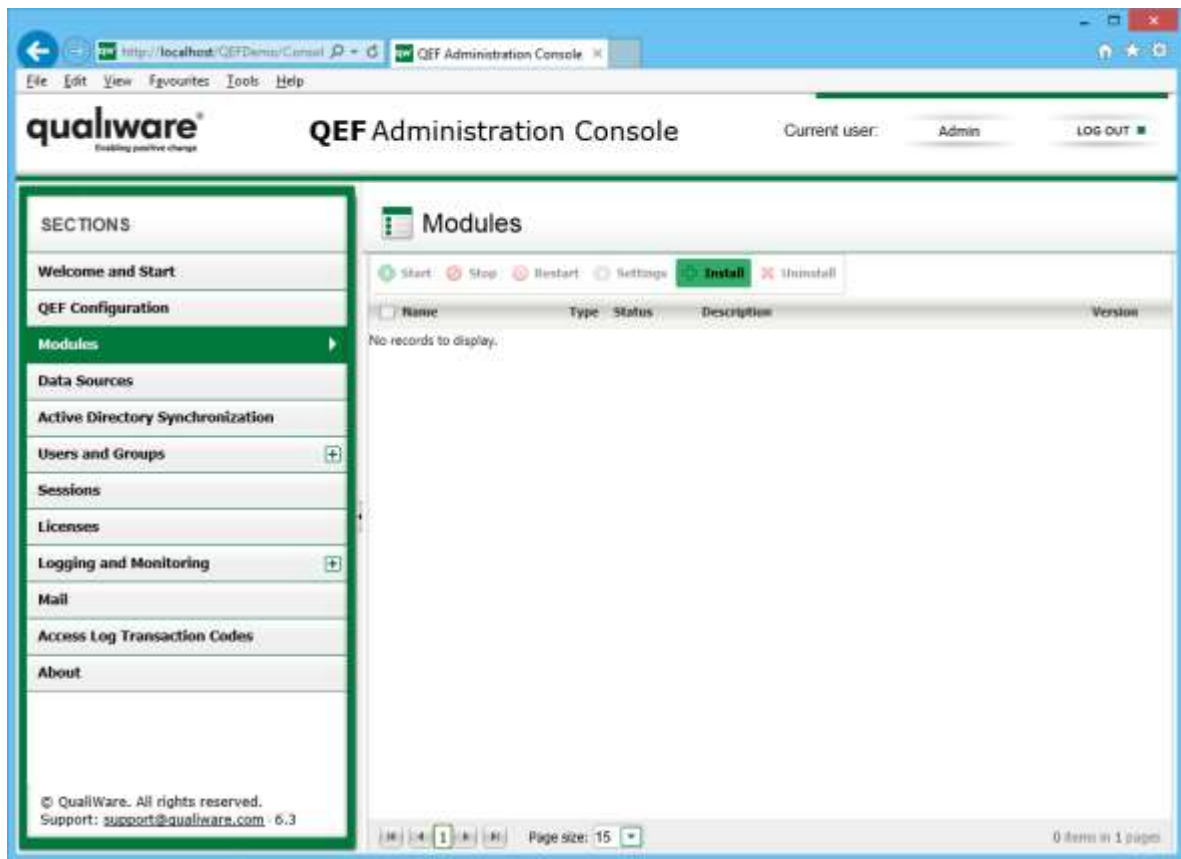 http://localhost/QEFDemo/Consol
QEF Administration Console
File Edit View Favourites Tools Help
qualiware®
Enabling positive change
QEF Administration Console
Current user:
Admin
LOG OUT
SECTIONS
Welcome and Start
QEF Configuration
Modules
Data Sources
Active Directory Synchronization
Users and Groups
Sessions
Licenses
Logging and Monitoring
Mail
Access Log Transaction Codes
About
© QualiWare. All rights reserved.
Support: support@qualiware.com 6.3
Modules
Start Stop Restart Settings Install Uninstall
Name Type Status Description Version
No records to display.
1 Page size: 15
0 items in 1 pages